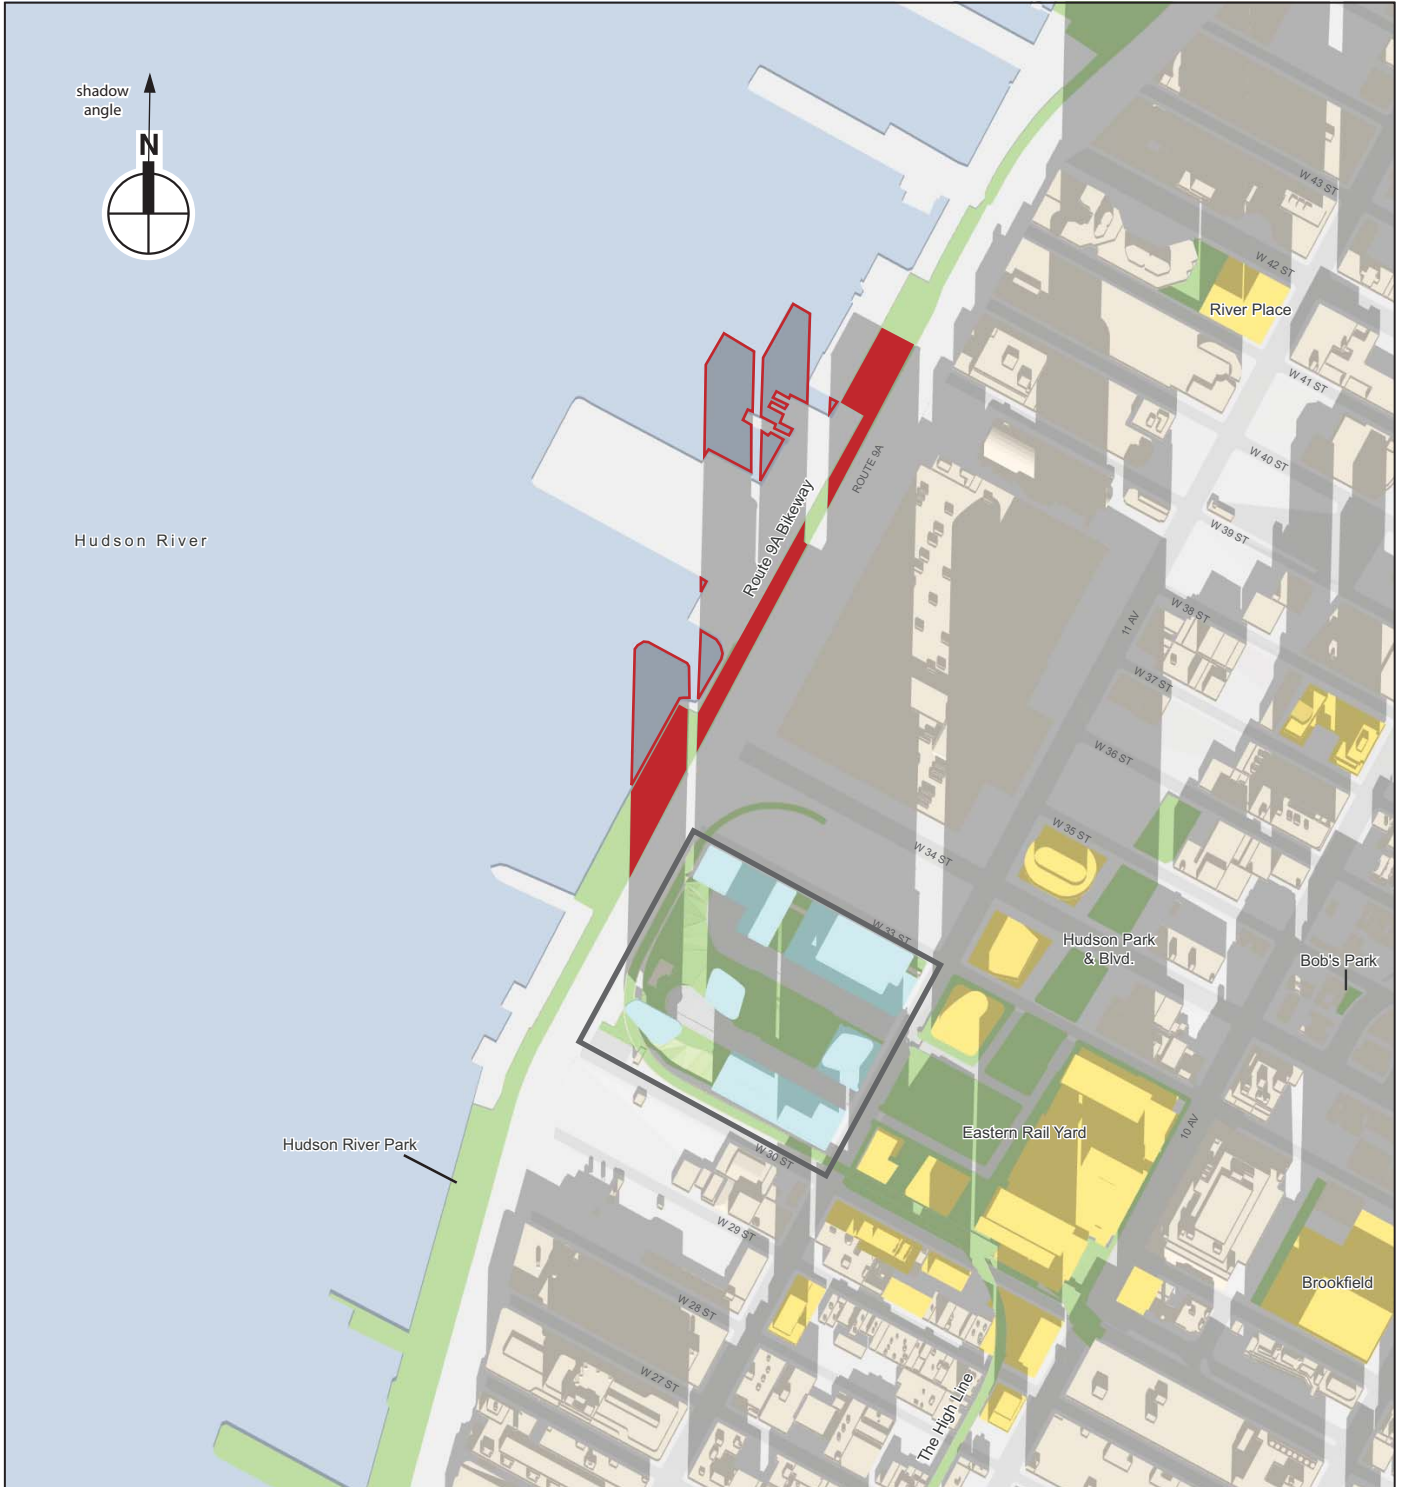 shadow
angle
N
W 43 ST
W 42 ST
River Place
W 41 ST
W 40 ST
ROUTE 9A
Route 9A Bikeway
W 39 ST
Hudson River
W 38 ST
11 AV
W 37 ST
W 36 ST
W 35 ST
W 34 ST
W 33 ST
Hudson Park
& Blvd.
Bob's Park
Eastern Rail Yard
10 AV
Hudson River Park
W 30 ST
W 29 ST
Brookfield
W 28 ST
W 27 ST
The High Line